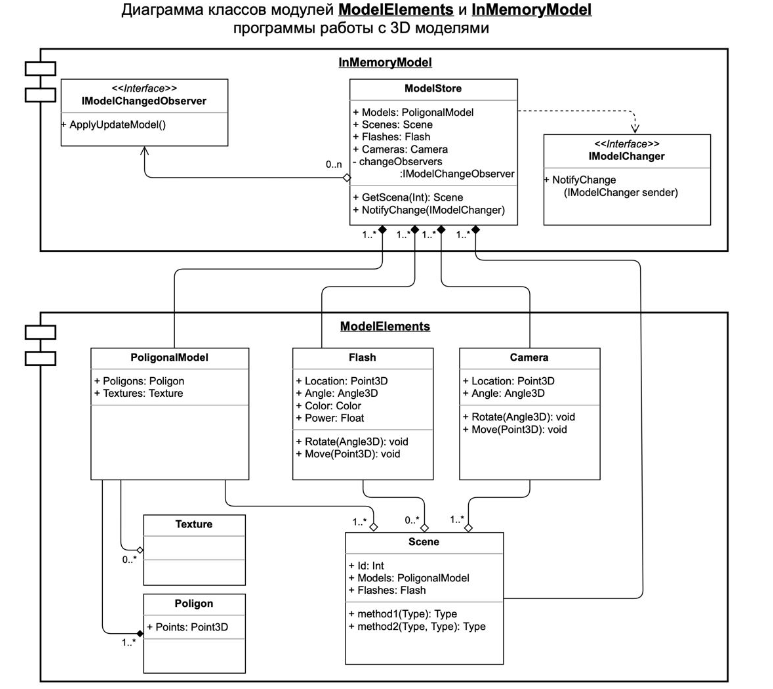 Диаграмма классов модулей ModelElements и InMemoryModel
программы работы с 3D моделями
InMemoryModel
<<Interface>>
IModelChangedObserver
+ ApplyUpdateModel()
ModelStore
+ Models: PoligonalModel
+ Scenes: Scene
+ Flashes: Flash
+ Cameras: Camera
- changeObservers
:IModelChangeObserver
+ GetScena(Int): Scene
+ NotifyChange(IModelChanger)
<<Interface>>
IModelChanger
+ NotifyChange
(IModelChanger sender)
0..n
1..*
1..*
1..*
1..*
ModelElements
PoligonalModel
+ Poligons: Poligon
+ Textures: Texture
Flash
+ Location: Point3D
+ Angle: Angle3D
+ Color: Color
+ Power: Float
+ Rotate(Angle3D): void
+ Move(Point3D): void
Camera
+ Location: Point3D
+ Angle: Angle3D
+ Rotate(Angle3D): void
+ Move(Point3D): void
1..*
0..*
1..*
Texture
0..*
Poligon
+ Points: Point3D
1..*
Scene
+ Id: Int
+ Models: PoligonalModel
+ Flashes: Flash
+ method1(Type): Type
+ method2(Type, Type): Type